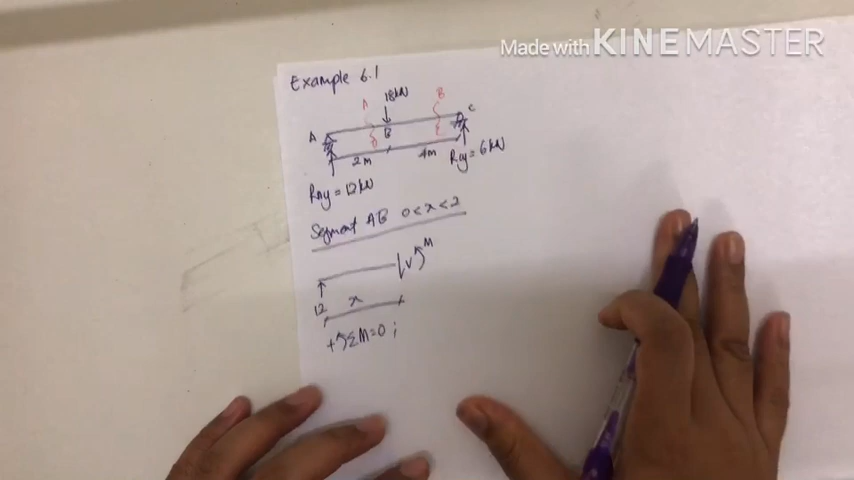 Made with KINEMASTER
Example 6.1
18kN
A B
A B C
2m 4m
RAy = 12kN
Rcy = 6kN
Segment AB 0<x<2
V M
12 x
+ΣM=0;